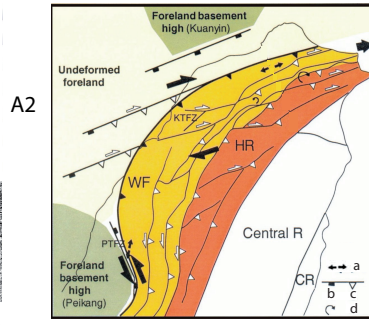 Foreland basement
high (Kuanyin)
Undeformed
foreland
A2
KTFZ
?
HR
WF
PTFZ
Central R
Foreland
basement
high
(Peikang)
CR
a
b
c
d